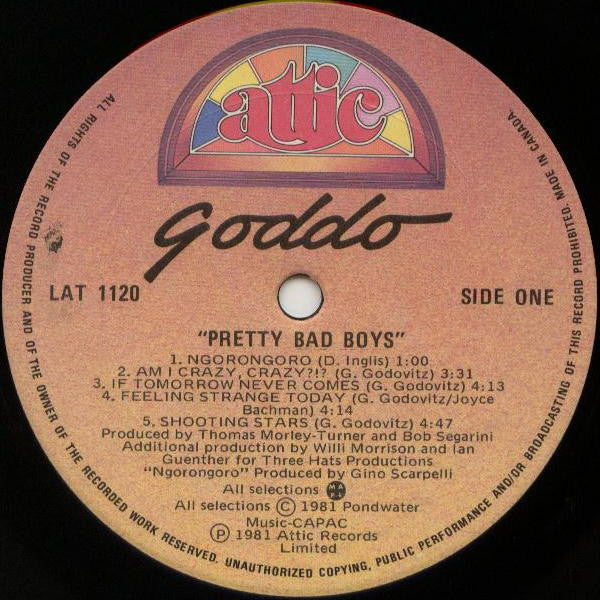 attic
Goddo
LAT 1120
SIDE ONE
"PRETTY BAD BOYS"
1. NGORONGORO (D. Inglis) 1:00
2. AM I CRAZY, CRAZY?!? (G. Godovitz) 3:31
3. IF TOMORROW NEVER COMES (G. Godovitz) 4:13
4. FEELING STRANGE TODAY (G. Godovitz/Joyce
Bachman) 4:14
5. SHOOTING STARS (G. Godovitz) 4:47
Produced by Thomas Morley-Turner and Bob Segarini
Additional production by Willi Morrison and Ian
Guenther for Three Hats Productions
"Ngorongoro" Produced by Gino Scarpelli
All selections MAPL
All selections © 1981 Pondwater
Music-CAPAC
℗ 1981 Attic Records
Limited
ALL RIGHTS OF THE RECORD PRODUCER AND OF THE OWNER OF THE RECORDED WORK RESERVED. UNAUTHORIZED COPYING, PUBLIC PERFORMANCE AND/OR BROADCASTING OF THIS RECORD PROHIBITED. MADE IN CANADA.